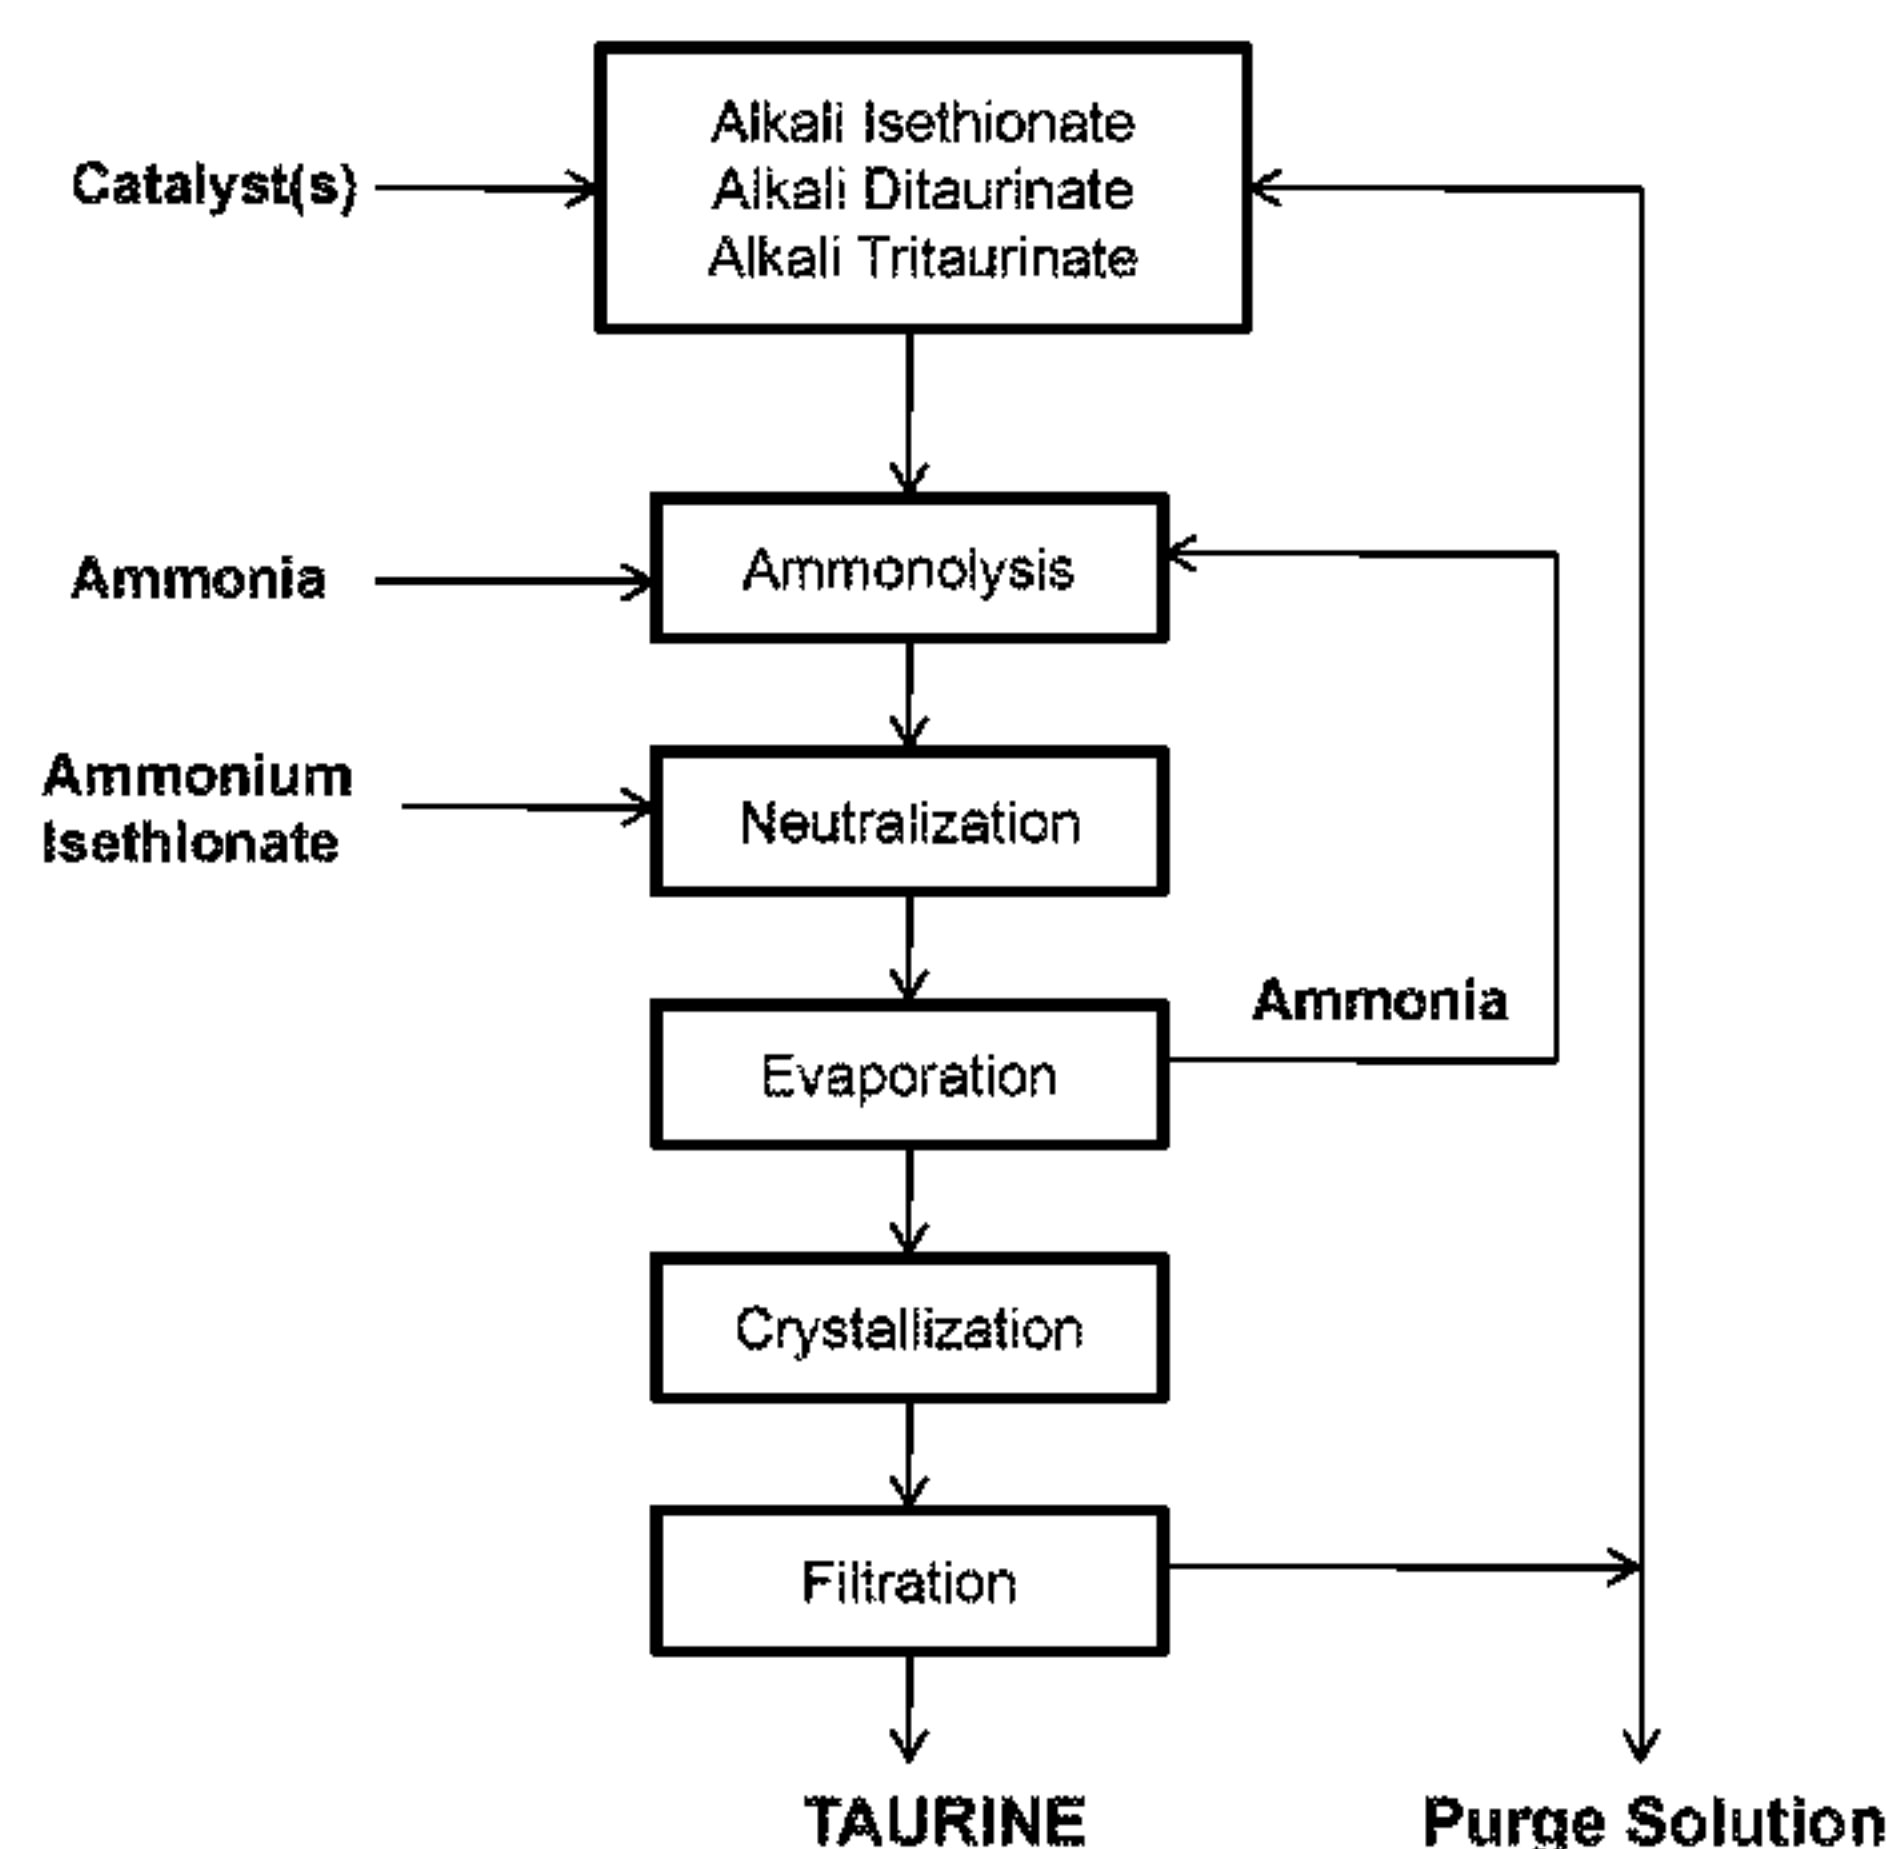 Alkali Isethionate
Catalyst(s)
Alkali Ditaurinate
Alkali Tritaurinate
Ammonia
Ammonolysis
Ammonium
Isethionate
Neutralization
Ammonia
Evaporation
Crystallization
Filtration
TAURINE
Purge Solution